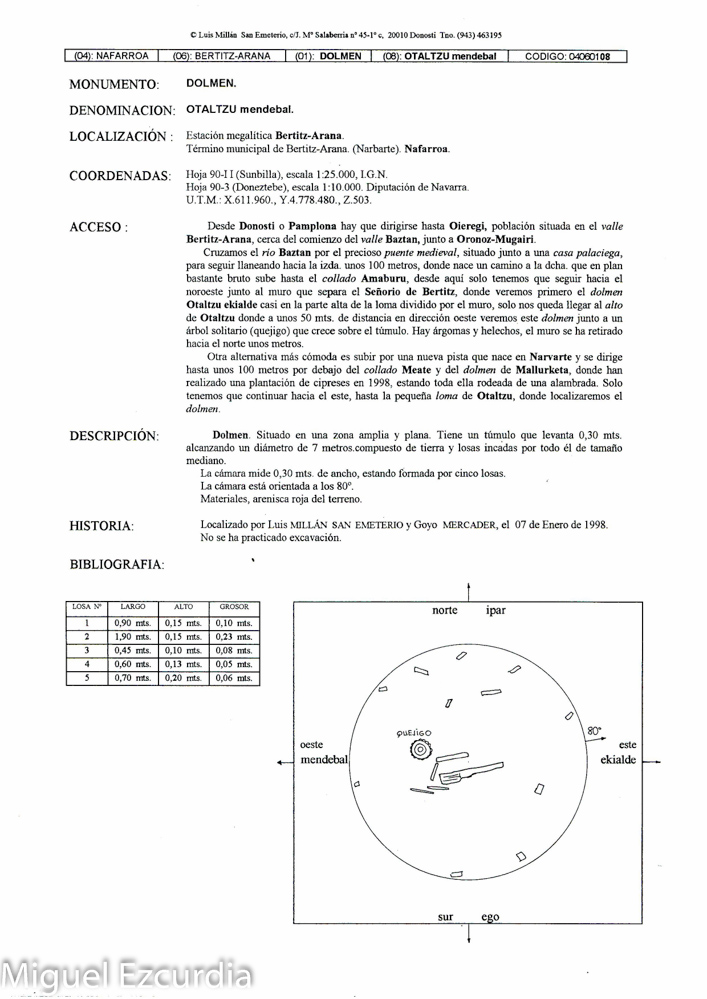 © Luis Millán San Emeterio, c/J. Mª Salaberria nº 45-1º c, 20010 Donosti Tno. (943) 463195
(04): NAFARROA (06): BERTITZ-ARANA (01): DOLMEN (08): OTALTZU mendebal CODIGO: 04060108
MONUMENTO: DOLMEN.
DENOMINACION: OTALTZU mendebal.
LOCALIZACIÓN : Estación megalítica Bertitz-Arana.
Término municipal de Bertitz-Arana. (Narbarte). Nafarroa.
COORDENADAS: Hoja 90-I I (Sunbilla), escala 1:25.000, I.G.N.
Hoja 90-3 (Doneztebe), escala 1:10.000. Diputación de Navarra.
U.T.M.: X.611.960., Y.4.778.480., Z.503.
ACCESO : Desde Donosti o Pamplona hay que dirigirse hasta Oieregi, población situada en el valle
Bertitz-Arana, cerca del comienzo del valle Baztan, junto a Oronoz-Mugairi.
Cruzamos el río Baztan por el precioso puente medieval, situado junto a una casa palaciega,
para seguir llaneando hacia la izda. unos 100 metros, donde nace un camino a la dcha. que en plan
bastante bruto sube hasta el collado Amaburu, desde aquí solo tenemos que seguir hacia el
noroeste junto al muro que separa el Señorio de Bertitz, donde veremos primero el dolmen
Otaltzu ekialde casi en la parte alta de la loma dividido por el muro, solo nos queda llegar al alto
de Otaltzu donde a unos 50 mts. de distancia en dirección oeste veremos este dolmen junto a un
árbol solitario (quejigo) que crece sobre el túmulo. Hay árgomas y helechos, el muro se ha retirado
hacia el norte unos metros.
Otra alternativa más cómoda es subir por una nueva pista que nace en Narvarte y se dirige
hasta unos 100 metros por debajo del collado Meate y del dolmen de Mallurketa, donde han
realizado una plantación de cipreses en 1998, estando toda ella rodeada de una alambrada. Solo
tenemos que continuar hacia el este, hasta la pequeña loma de Otaltzu, donde localizaremos el
dolmen.
DESCRIPCIÓN: Dolmen. Situado en una zona amplia y plana. Tiene un túmulo que levanta 0,30 mts.
alcanzando un diámetro de 7 metros.compuesto de tierra y losas incadas por todo él de tamaño
mediano.
La cámara mide 0,30 mts. de ancho, estando formada por cinco losas.
La cámara está orientada a los 80º.
Materiales, arenisca roja del terreno.
HISTORIA: Localizado por Luis MILLÁN SAN EMETERIO y Goyo MERCADER, el 07 de Enero de 1998.
No se ha practicado excavación.
BIBLIOGRAFIA:
LOSA Nº LARGO ALTO GROSOR
1 0,90 mts. 0,15 mts. 0,10 mts.
2 1,90 mts. 0,15 mts. 0,23 mts.
3 0,45 mts. 0,10 mts. 0,08 mts.
4 0,60 mts. 0,13 mts. 0,05 mts.
5 0,70 mts. 0,20 mts. 0,06 mts.
norte ipar
QUEJIGO
80º
oeste
mendebal
este
ekialde
sur ego
Miguel Ezcurdia